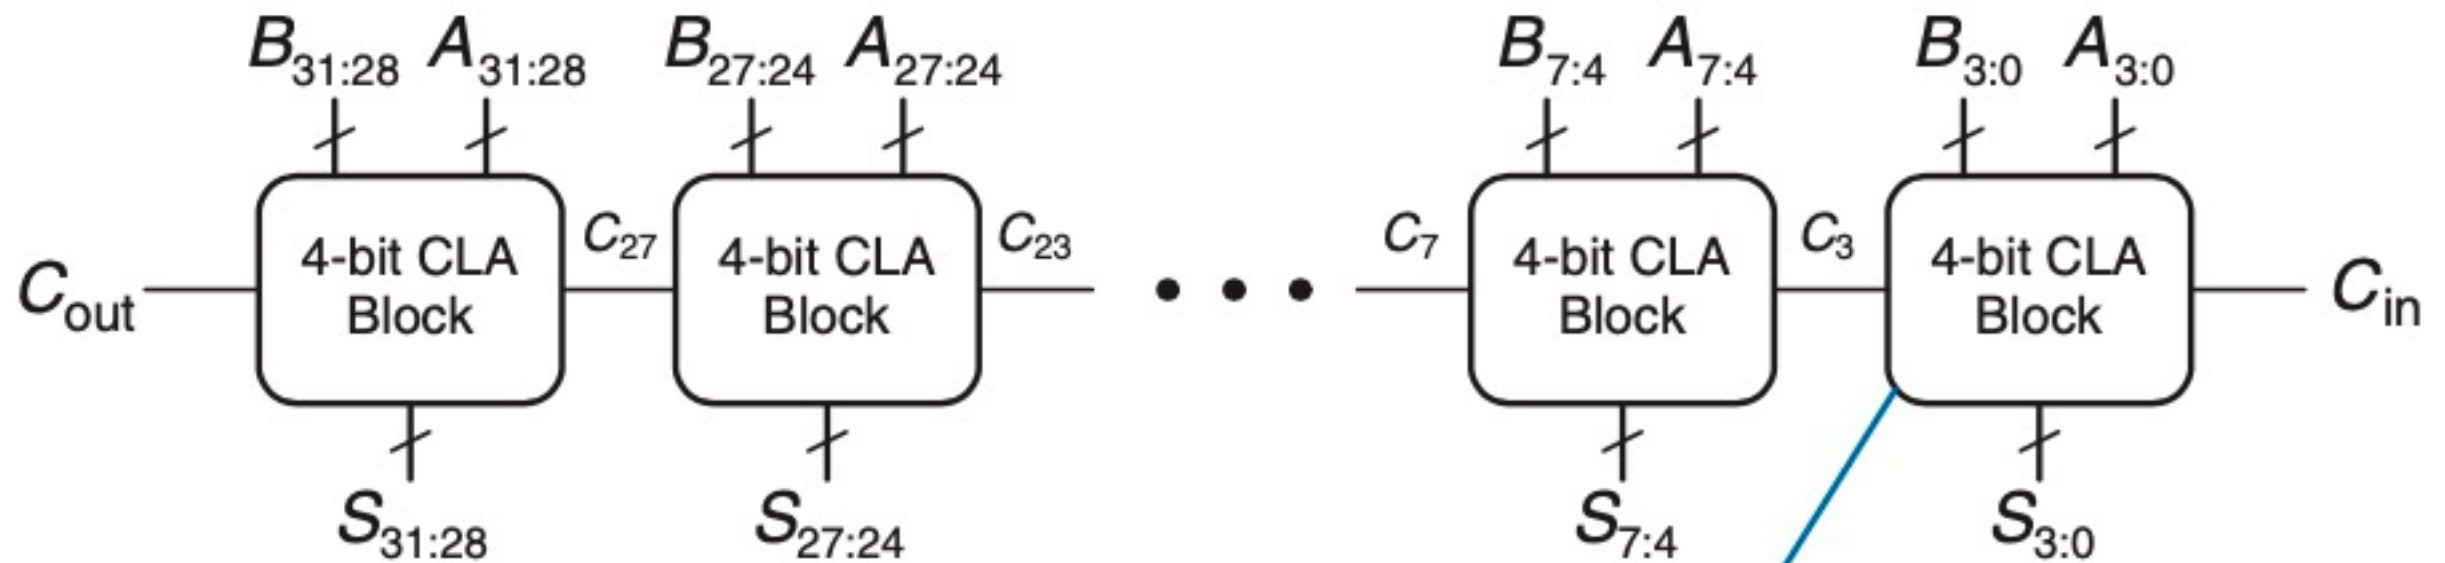 B31:28 A31:28 B27:24 A27:24 B7:4 A7:4 B3:0 A3:0
Cout 4-bit CLA Block C27 4-bit CLA Block C23 • • • C7 4-bit CLA Block C3 4-bit CLA Block Cin
S31:28 S27:24 S7:4 S3:0